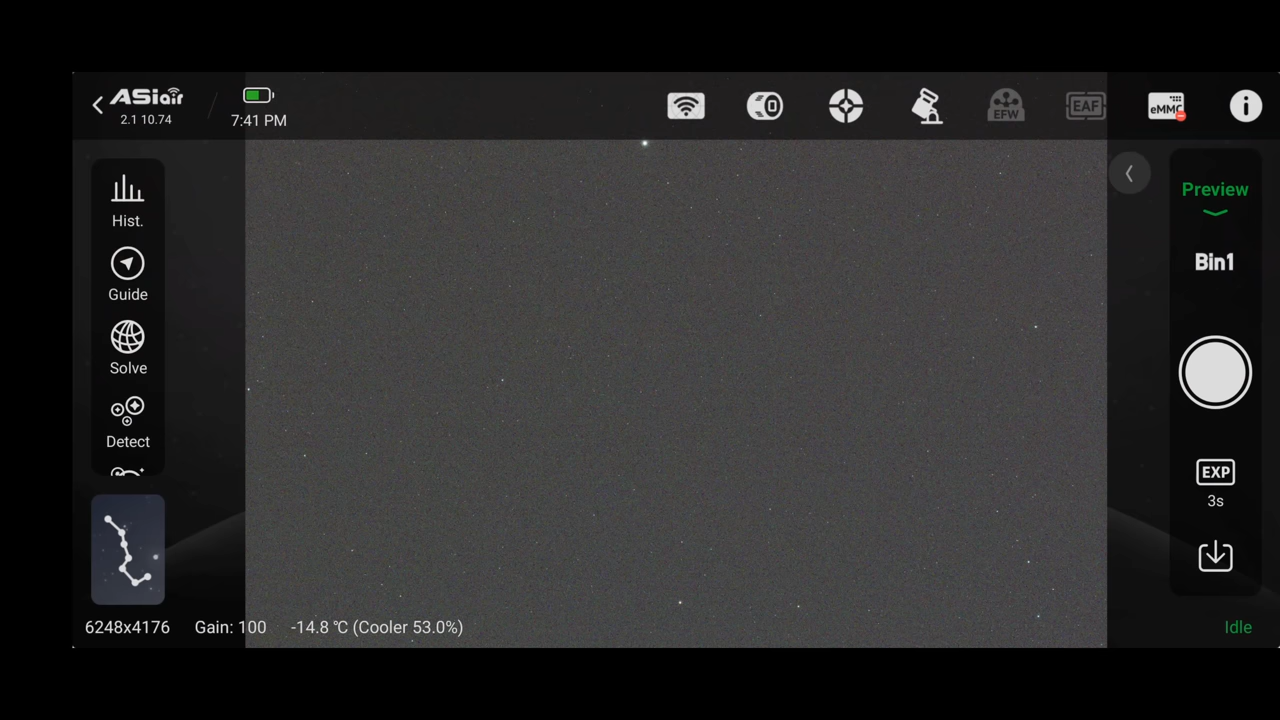 ASiair
2.1 10.74
7:41 PM
EFW
EAF
eMMC
Hist.
Guide
Solve
Detect
Preview
Bin1
EXP
3s
6248x4176 Gain: 100 -14.8 ℃ (Cooler 53.0%)
Idle